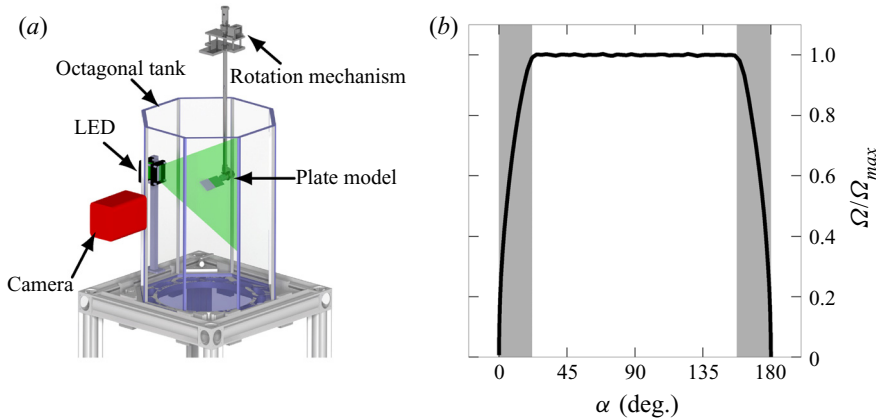 (a)
Octagonal tank
Rotation mechanism
LED
Plate model
Camera
(b)
1.0
0.8
0.6
0.4
0.2
0
Ω/Ωmax
0 45 90 135 180
α (deg.)